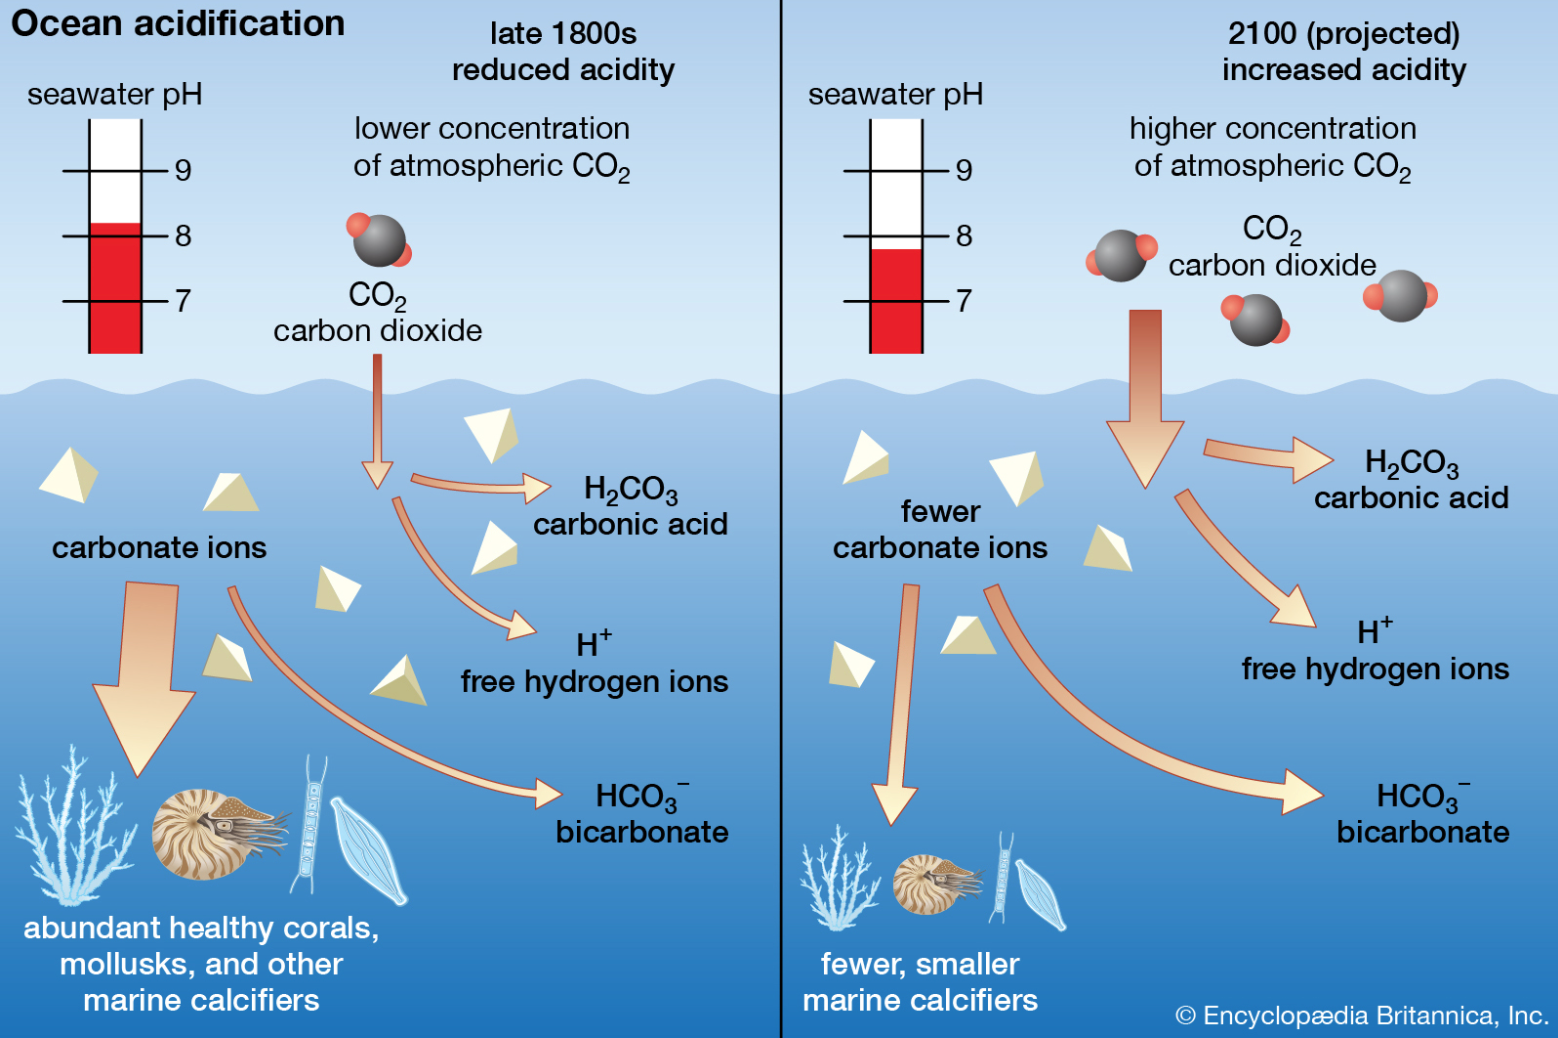 Ocean acidification
late 1800s
reduced acidity
seawater pH
lower concentration
of atmospheric CO₂
9
8
7
CO₂
carbon dioxide
H₂CO₃
carbonic acid
carbonate ions
H⁺
free hydrogen ions
HCO₃⁻
bicarbonate
abundant healthy corals,
mollusks, and other
marine calcifiers
2100 (projected)
increased acidity
seawater pH
higher concentration
of atmospheric CO₂
9
8
7
CO₂
carbon dioxide
H₂CO₃
carbonic acid
fewer
carbonate ions
H⁺
free hydrogen ions
HCO₃⁻
bicarbonate
fewer, smaller
marine calcifiers
© Encyclopædia Britannica, Inc.